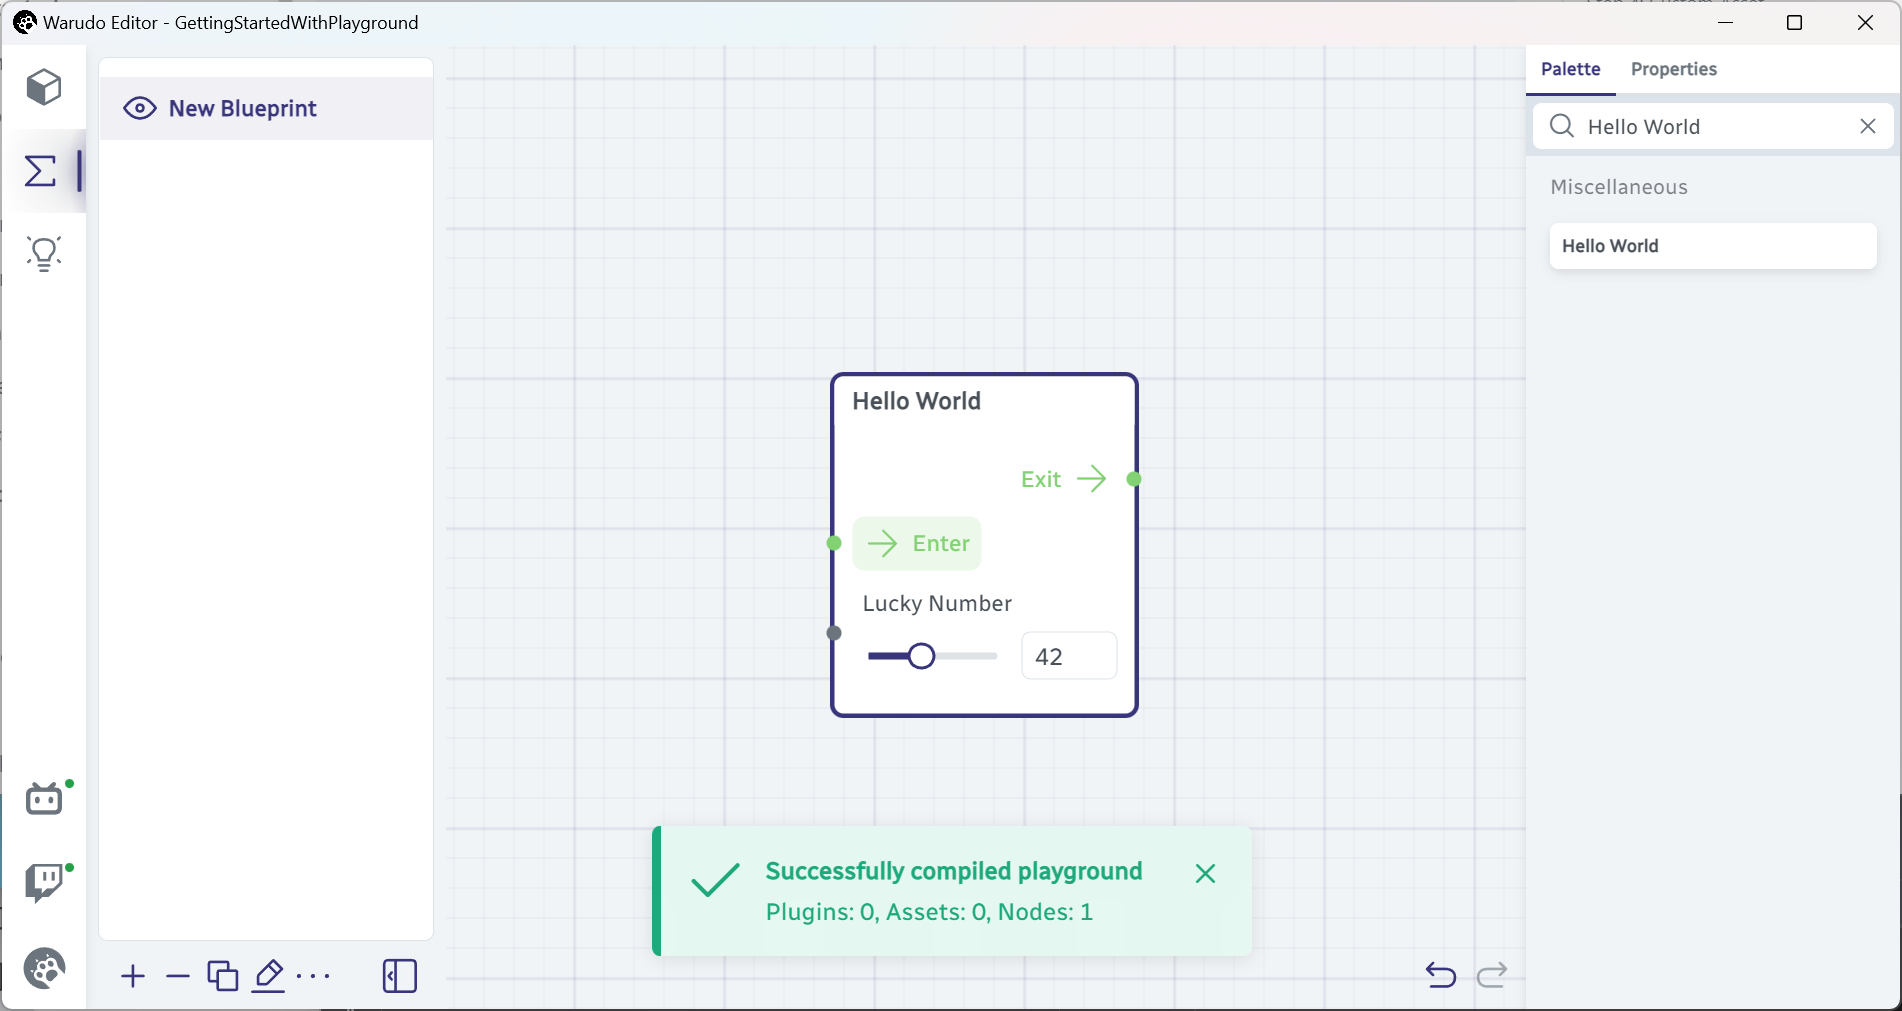 Warudo Editor - GettingStartedWithPlayground
New Blueprint
Palette
Properties
Hello World
Miscellaneous
Hello World
Hello World
Exit
Enter
Lucky Number
42
Successfully compiled playground
Plugins: 0, Assets: 0, Nodes: 1